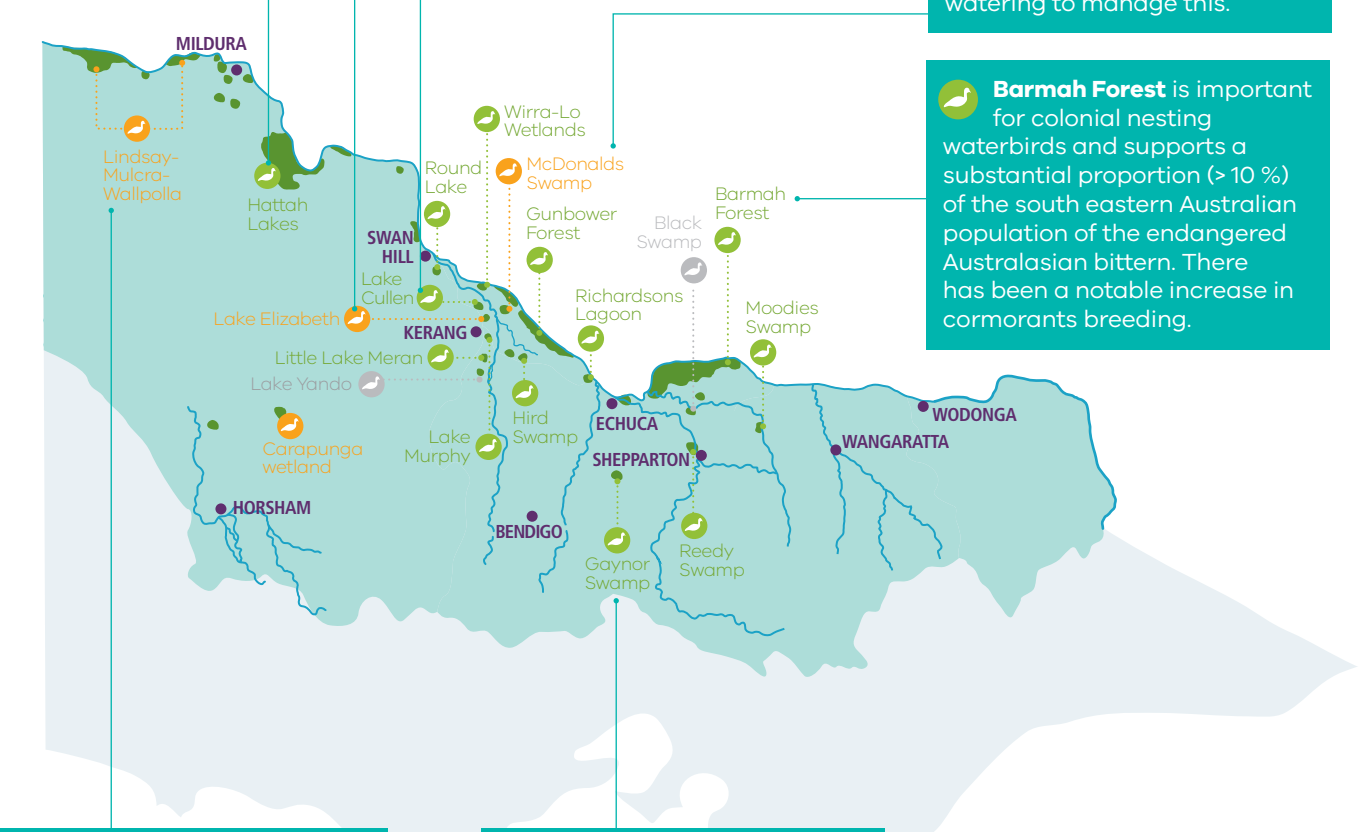 watering to manage this.
Barmah Forest is important
for colonial nesting
waterbirds and supports a
substantial proportion (> 10 %)
of the south eastern Australian
population of the endangered
Australasian bittern. There
has been a notable increase in
cormorants breeding.
MILDURA
Lindsay-
Mulcra-
Wallpolla
Hattah
Lakes
Wirra-Lo
Wetlands
Round
Lake
McDonalds
Swamp
Gunbower
Forest
Black
Swamp
Barmah
Forest
SWAN
HILL
Lake
Cullen
Lake Elizabeth
KERANG
Richardsons
Lagoon
Moodies
Swamp
Little Lake Meran
Lake Yando
Carapunga
wetland
Lake
Murphy
Hird
Swamp
ECHUCA
SHEPPARTON
WODONGA
WANGARATTA
HORSHAM
BENDIGO
Gaynor
Swamp
Reedy
Swamp